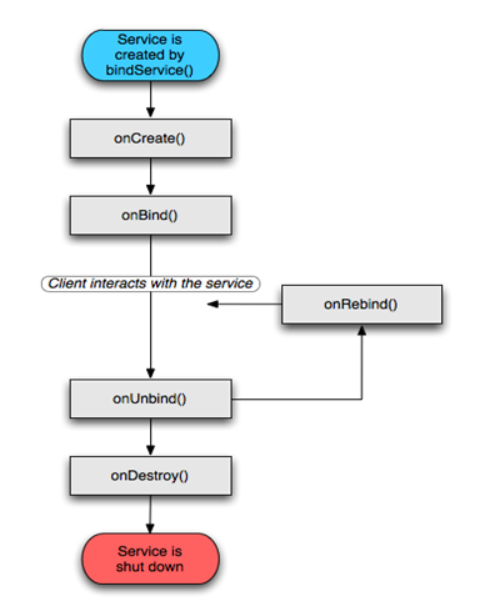 Service is
created by
bindService()
onCreate()
onBind()
Client interacts with the service
onRebind()
onUnbind()
onDestroy()
Service is
shut down